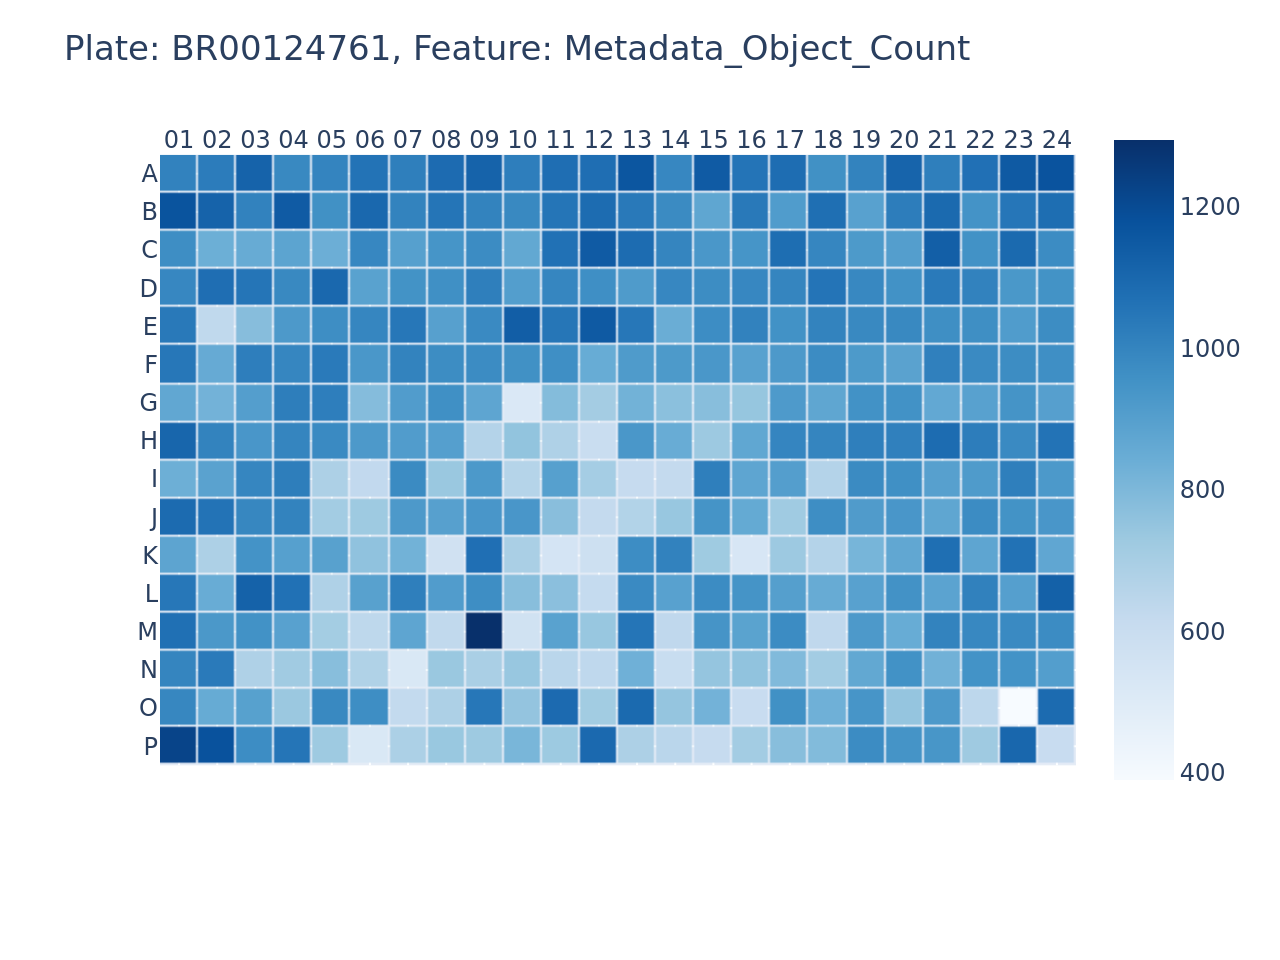 Plate: BR00124761, Feature: Metadata_Object_Count
01 02 03 04 05 06 07 08 09 10 11 12 13 14 15 16 17 18 19 20 21 22 23 24
A
B
C
D
E
F
G
H
I
J
K
L
M
N
O
P
1200
1000
800
600
400